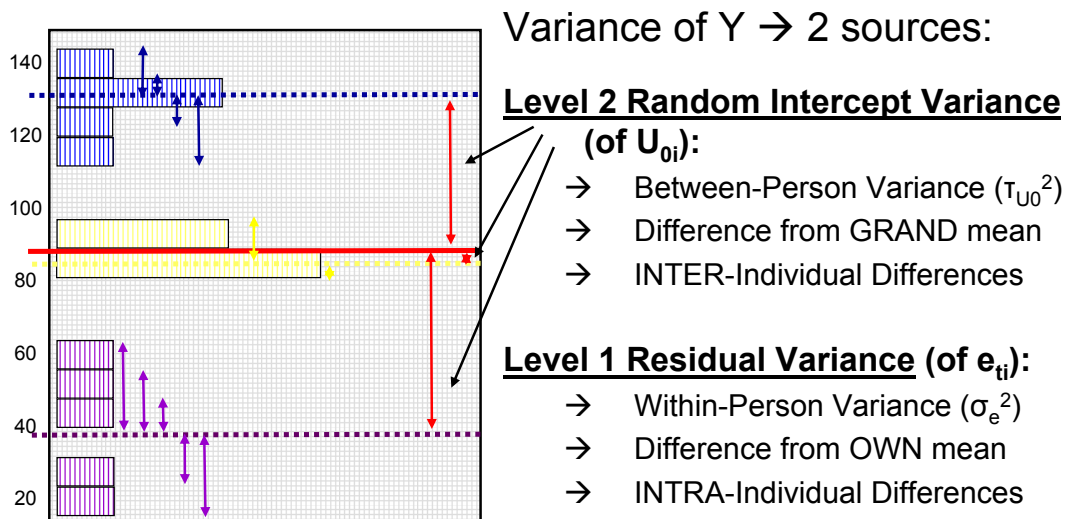 Variance of Y → 2 sources:
140
120
100
80
60
40
20
Level 2 Random Intercept Variance
(of U₀ᵢ):
→ Between-Person Variance (τ_U0²)
→ Difference from GRAND mean
→ INTER-Individual Differences
Level 1 Residual Variance (of eₜᵢ):
→ Within-Person Variance (σₑ²)
→ Difference from OWN mean
→ INTRA-Individual Differences